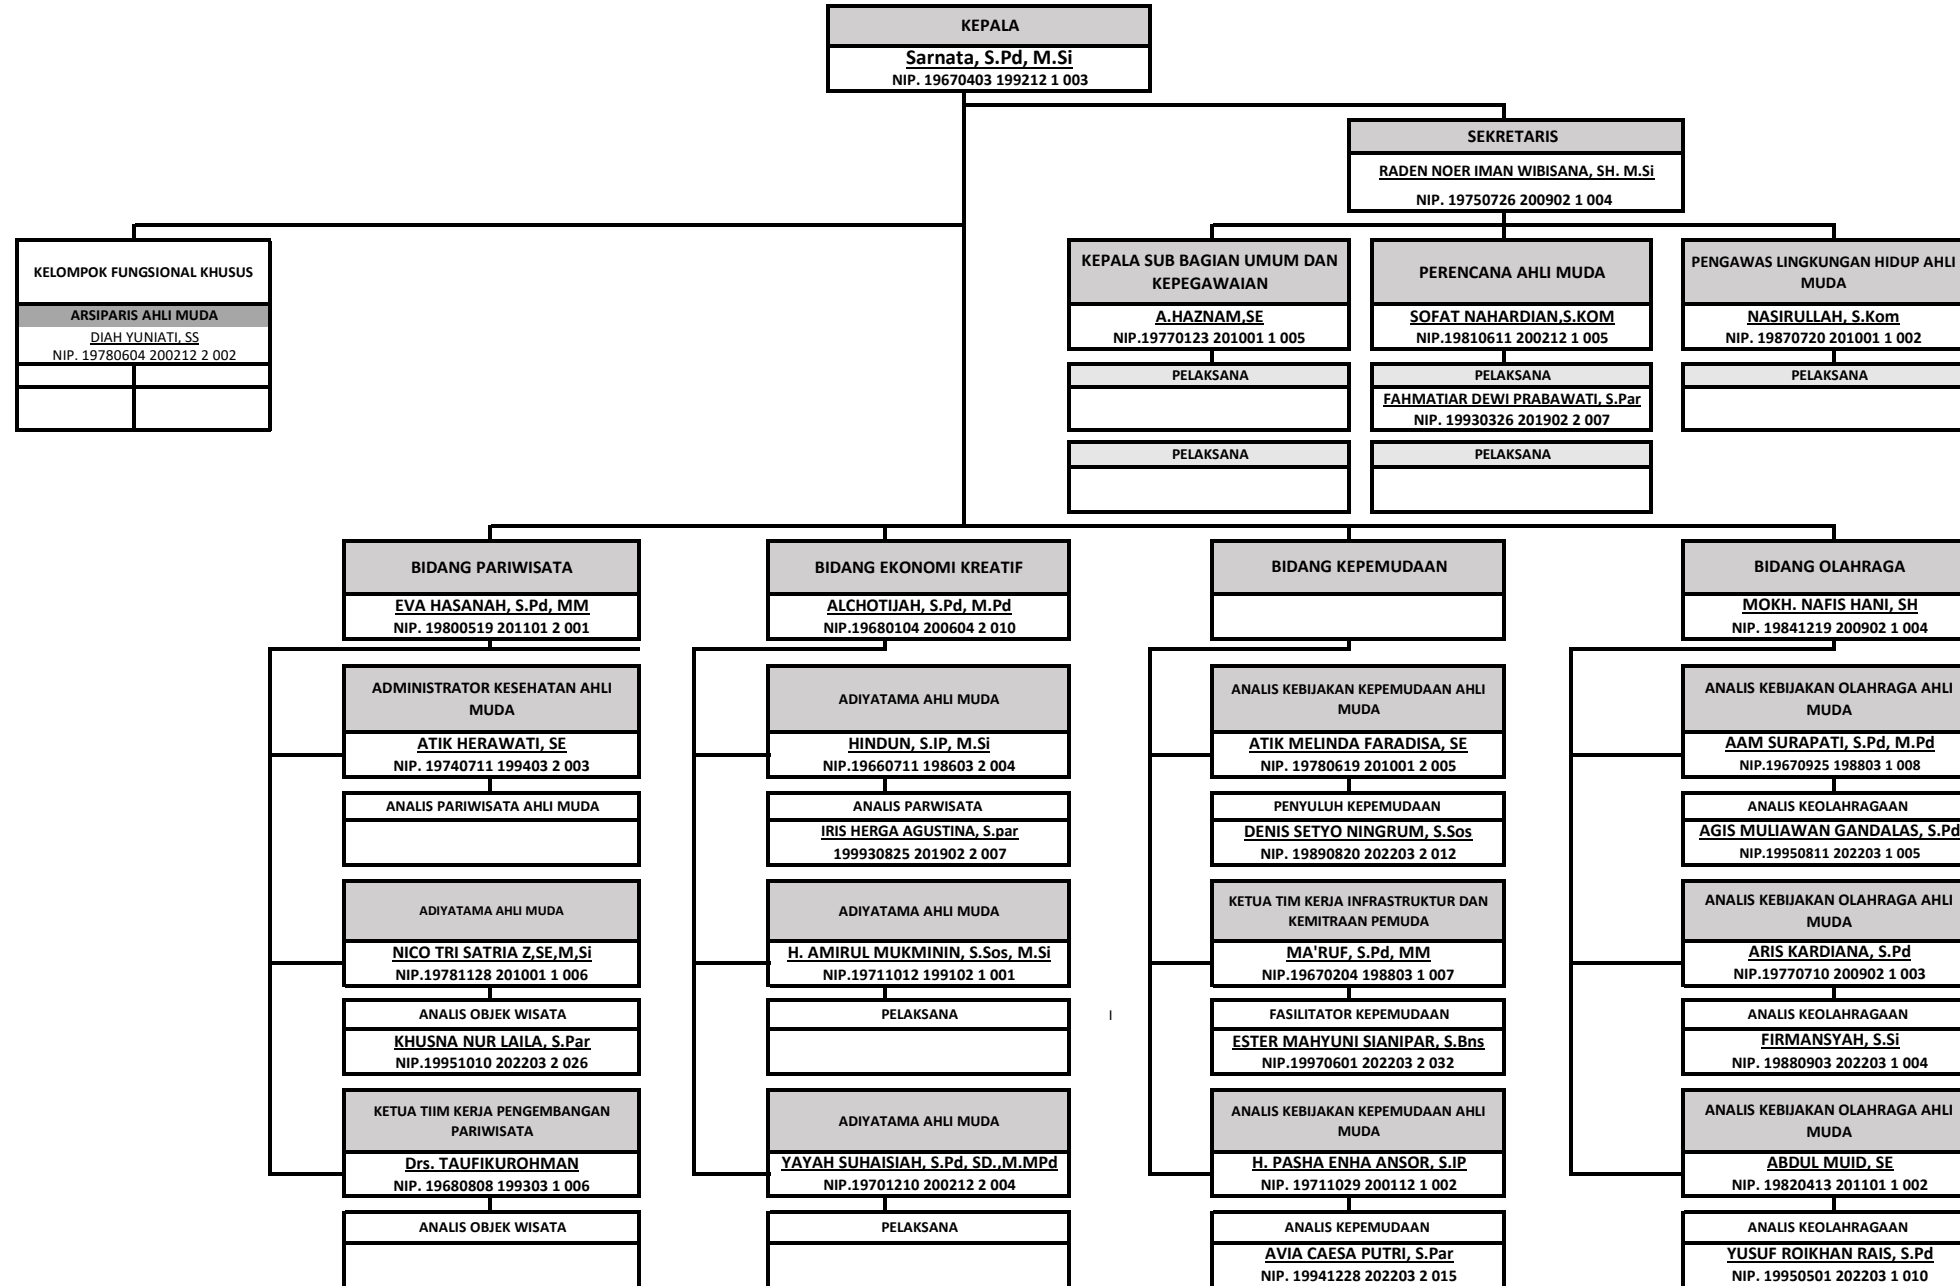 KEPALA
Sarnata, S.Pd, M.Si
NIP. 19670403 199212 1 003
SEKRETARIS
RADEN NOER IMAN WIBISANA, SH. M.Si
NIP. 19750726 200902 1 004
KELOMPOK FUNGSIONAL KHUSUS
ARSIPARIS AHLI MUDA
DIAH YUNIATI, SS
NIP. 19780604 200212 2 002
KEPALA SUB BAGIAN UMUM DAN
KEPEGAWAIAN
A.HAZNAM,SE
NIP.19770123 201001 1 005
PELAKSANA
PELAKSANA
PERENCANA AHLI MUDA
SOFAT NAHARDIAN,S.KOM
NIP.19810611 200212 1 005
PELAKSANA
FAHMATIAR DEWI PRABAWATI, S.Par
NIP. 19930326 201902 2 007
PELAKSANA
PENGAWAS LINGKUNGAN HIDUP AHLI
MUDA
NASIRULLAH, S.Kom
NIP. 19870720 201001 1 002
PELAKSANA
BIDANG PARIWISATA
EVA HASANAH, S.Pd, MM
NIP. 19800519 201101 2 001
ADMINISTRATOR KESEHATAN AHLI
MUDA
ATIK HERAWATI, SE
NIP. 19740711 199403 2 003
ANALIS PARIWISATA AHLI MUDA
ADIYATAMA AHLI MUDA
NICO TRI SATRIA Z,SE,M,Si
NIP.19781128 201001 1 006
ANALIS OBJEK WISATA
KHUSNA NUR LAILA, S.Par
NIP.19951010 202203 2 026
KETUA TIIM KERJA PENGEMBANGAN
PARIWISATA
Drs. TAUFIKUROHMAN
NIP. 19680808 199303 1 006
ANALIS OBJEK WISATA
BIDANG EKONOMI KREATIF
ALCHOTIJAH, S.Pd, M.Pd
NIP.19680104 200604 2 010
ADIYATAMA AHLI MUDA
HINDUN, S.IP, M.Si
NIP.19660711 198603 2 004
ANALIS PARWISATA
IRIS HERGA AGUSTINA, S.par
199930825 201902 2 007
ADIYATAMA AHLI MUDA
H. AMIRUL MUKMININ, S.Sos, M.Si
NIP.19711012 199102 1 001
PELAKSANA
ADIYATAMA AHLI MUDA
YAYAH SUHAISIAH, S.Pd, SD.,M.MPd
NIP.19701210 200212 2 004
PELAKSANA
BIDANG KEPEMUDAAN
ANALIS KEBIJAKAN KEPEMUDAAN AHLI
MUDA
ATIK MELINDA FARADISA, SE
NIP. 19780619 201001 2 005
PENYULUH KEPEMUDAAN
DENIS SETYO NINGRUM, S.Sos
NIP. 19890820 202203 2 012
KETUA TIM KERJA INFRASTRUKTUR DAN
KEMITRAAN PEMUDA
MA'RUF, S.Pd, MM
NIP.19670204 198803 1 007
FASILITATOR KEPEMUDAAN
ESTER MAHYUNI SIANIPAR, S.Bns
NIP.19970601 202203 2 032
ANALIS KEBIJAKAN KEPEMUDAAN AHLI
MUDA
H. PASHA ENHA ANSOR, S.IP
NIP. 19711029 200112 1 002
ANALIS KEPEMUDAAN
AVIA CAESA PUTRI, S.Par
NIP. 19941228 202203 2 015
BIDANG OLAHRAGA
MOKH. NAFIS HANI, SH
NIP. 19841219 200902 1 004
ANALIS KEBIJAKAN OLAHRAGA AHLI
MUDA
AAM SURAPATI, S.Pd, M.Pd
NIP.19670925 198803 1 008
ANALIS KEOLAHRAGAAN
AGIS MULIAWAN GANDALAS, S.Pd
NIP.19950811 202203 1 005
ANALIS KEBIJAKAN OLAHRAGA AHLI
MUDA
ARIS KARDIANA, S.Pd
NIP.19770710 200902 1 003
ANALIS KEOLAHRAGAAN
FIRMANSYAH, S.Si
NIP. 19880903 202203 1 004
ANALIS KEBIJAKAN OLAHRAGA AHLI
MUDA
ABDUL MUID, SE
NIP. 19820413 201101 1 002
ANALIS KEOLAHRAGAAN
YUSUF ROIKHAN RAIS, S.Pd
NIP. 19950501 202203 1 010